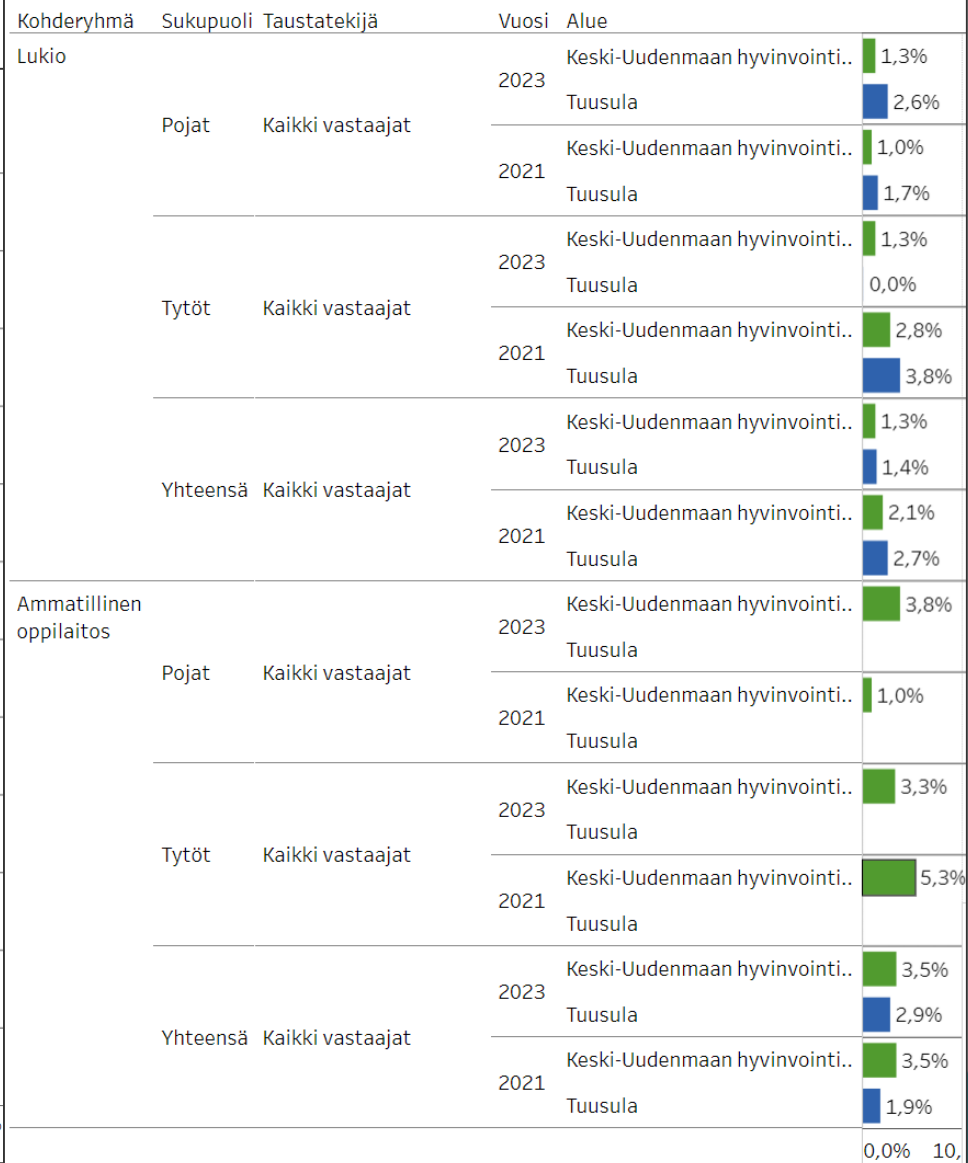 Kohderyhmä Sukupuoli Taustatekijä Vuosi Alue
Lukio Pojat Kaikki vastaajat 2023 Keski-Uudenmaan hyvinvointi.. 1,3%
Tuusula 2,6%
2021 Keski-Uudenmaan hyvinvointi.. 1,0%
Tuusula 1,7%
Tytöt Kaikki vastaajat 2023 Keski-Uudenmaan hyvinvointi.. 1,3%
Tuusula 0,0%
2021 Keski-Uudenmaan hyvinvointi.. 2,8%
Tuusula 3,8%
Yhteensä Kaikki vastaajat 2023 Keski-Uudenmaan hyvinvointi.. 1,3%
Tuusula 1,4%
2021 Keski-Uudenmaan hyvinvointi.. 2,1%
Tuusula 2,7%
Ammatillinen
oppilaitos Pojat Kaikki vastaajat 2023 Keski-Uudenmaan hyvinvointi.. 3,8%
Tuusula
2021 Keski-Uudenmaan hyvinvointi.. 1,0%
Tuusula
Tytöt Kaikki vastaajat 2023 Keski-Uudenmaan hyvinvointi.. 3,3%
Tuusula
2021 Keski-Uudenmaan hyvinvointi.. 5,3%
Tuusula
Yhteensä Kaikki vastaajat 2023 Keski-Uudenmaan hyvinvointi.. 3,5%
Tuusula 2,9%
2021 Keski-Uudenmaan hyvinvointi.. 3,5%
Tuusula 1,9%
0,0% 10,